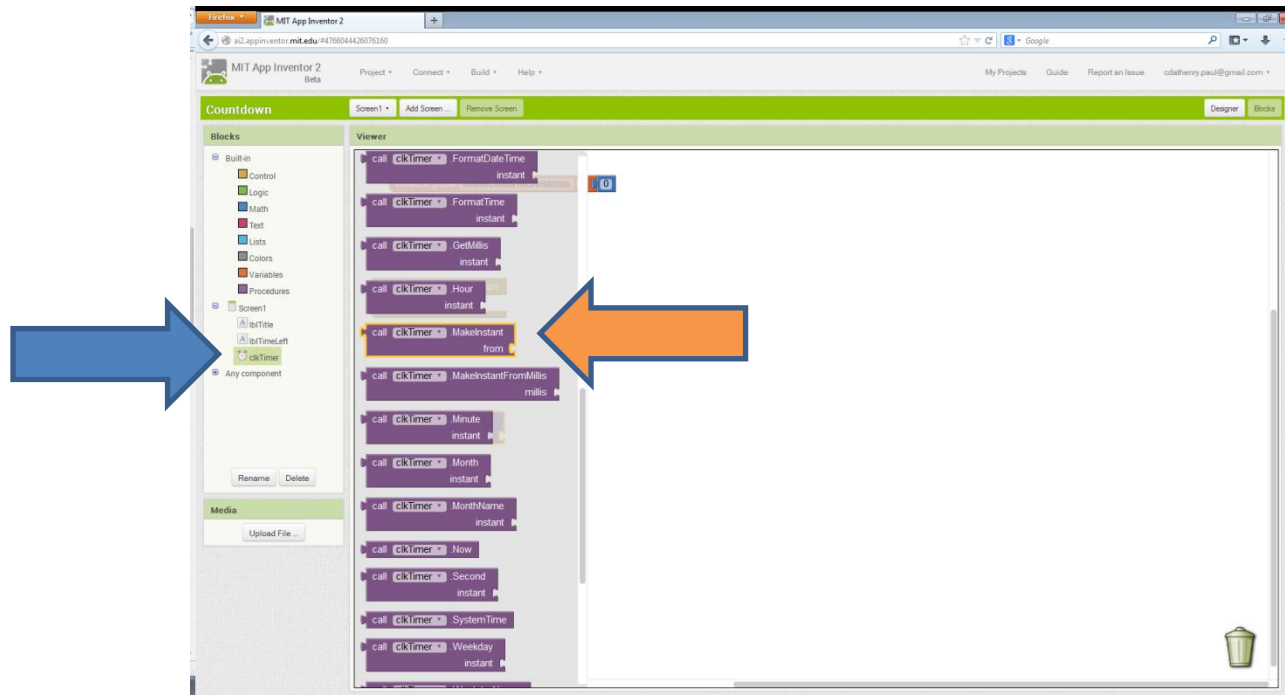 Firefox
MIT App Inventor 2
+
ai2.appinventor.mit.edu/#4766044426076160
Google
MIT App Inventor 2
Beta
Project
Connect
Build
Help
My Projects
Guide
Report an Issue
cdathenry.paul@gmail.com
Countdown
Screen1
Add Screen ...
Remove Screen
Designer
Blocks
Blocks
Built-in
Control
Logic
Math
Text
Lists
Colors
Variables
Procedures
Screen1
lblTitle
lblTimeLeft
clkTimer
Any component
Rename
Delete
Media
Upload File ...
Viewer
call clkTimer .FormatDateTime
instant
0
call clkTimer .FormatTime
instant
call clkTimer .GetMillis
instant
call clkTimer .Hour
instant
call clkTimer .MakeInstant
from
call clkTimer .MakeInstantFromMillis
millis
call clkTimer .Minute
instant
call clkTimer .Month
instant
call clkTimer .MonthName
instant
call clkTimer .Now
call clkTimer .Second
instant
call clkTimer .SystemTime
call clkTimer .Weekday
instant